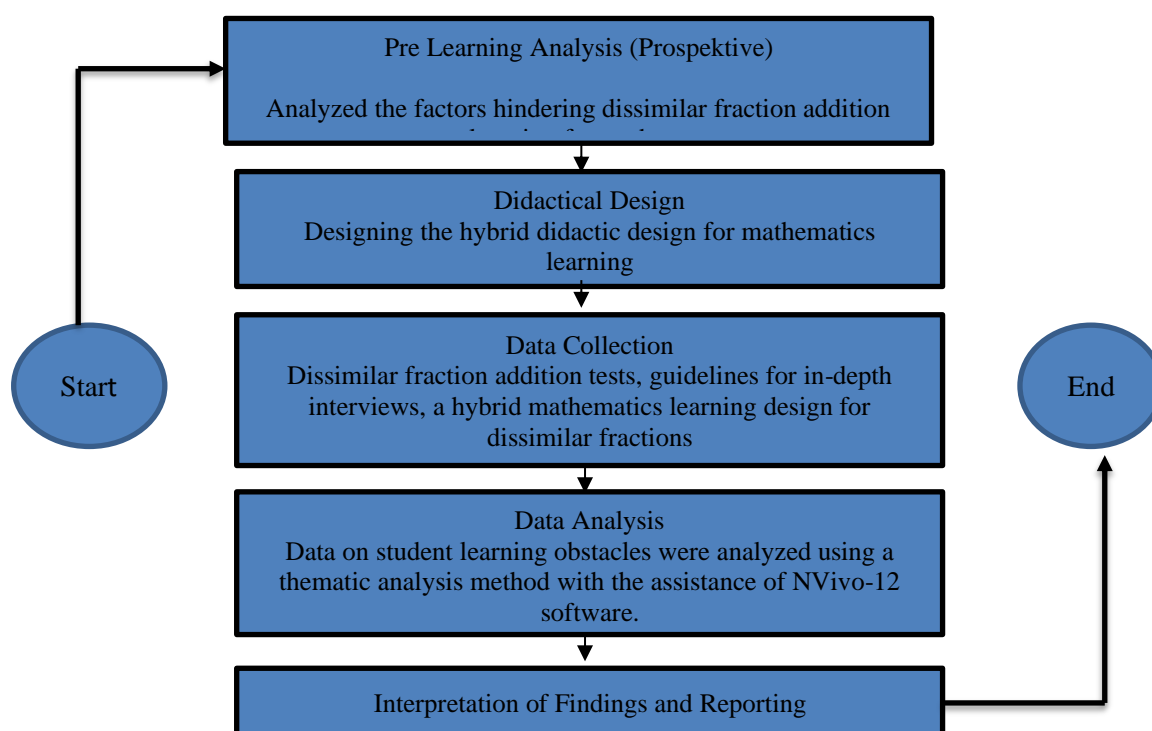 Pre Learning Analysis (Prospektive)
Analyzed the factors hindering dissimilar fraction addition
Didactical Design
Designing the hybrid didactic design for mathematics
learning
Data Collection
Dissimilar fraction addition tests, guidelines for in-depth
interviews, a hybrid mathematics learning design for
dissimilar fractions
Start
End
Data Analysis
Data on student learning obstacles were analyzed using a
thematic analysis method with the assistance of NVivo-12
software.
Interpretation of Findings and Reporting